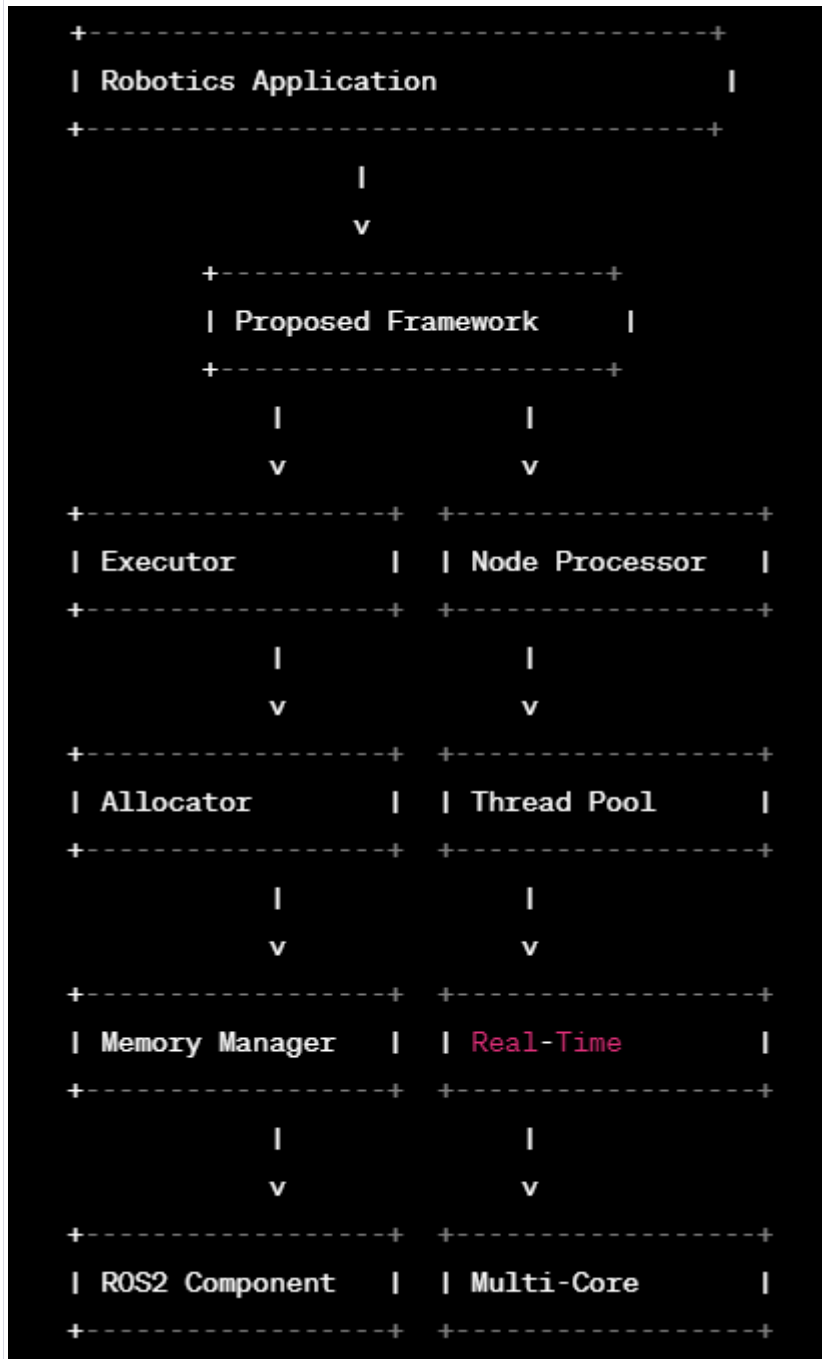 +-------------------------------------+
| Robotics Application                 |
+-------------------------------------+
                 |
                 v
        +-----------------------+
        | Proposed Framework     |
        +-----------------------+
            |              |
            v              v
+------------------+  +------------------+
| Executor         |  | Node Processor   |
+------------------+  +------------------+
            |              |
            v              v
+------------------+  +------------------+
| Allocator        |  | Thread Pool      |
+------------------+  +------------------+
            |              |
            v              v
+------------------+  +------------------+
| Memory Manager   |  | Real-Time        |
+------------------+  +------------------+
            |              |
            v              v
+------------------+  +------------------+
| ROS2 Component   |  | Multi-Core       |
+------------------+  +------------------+